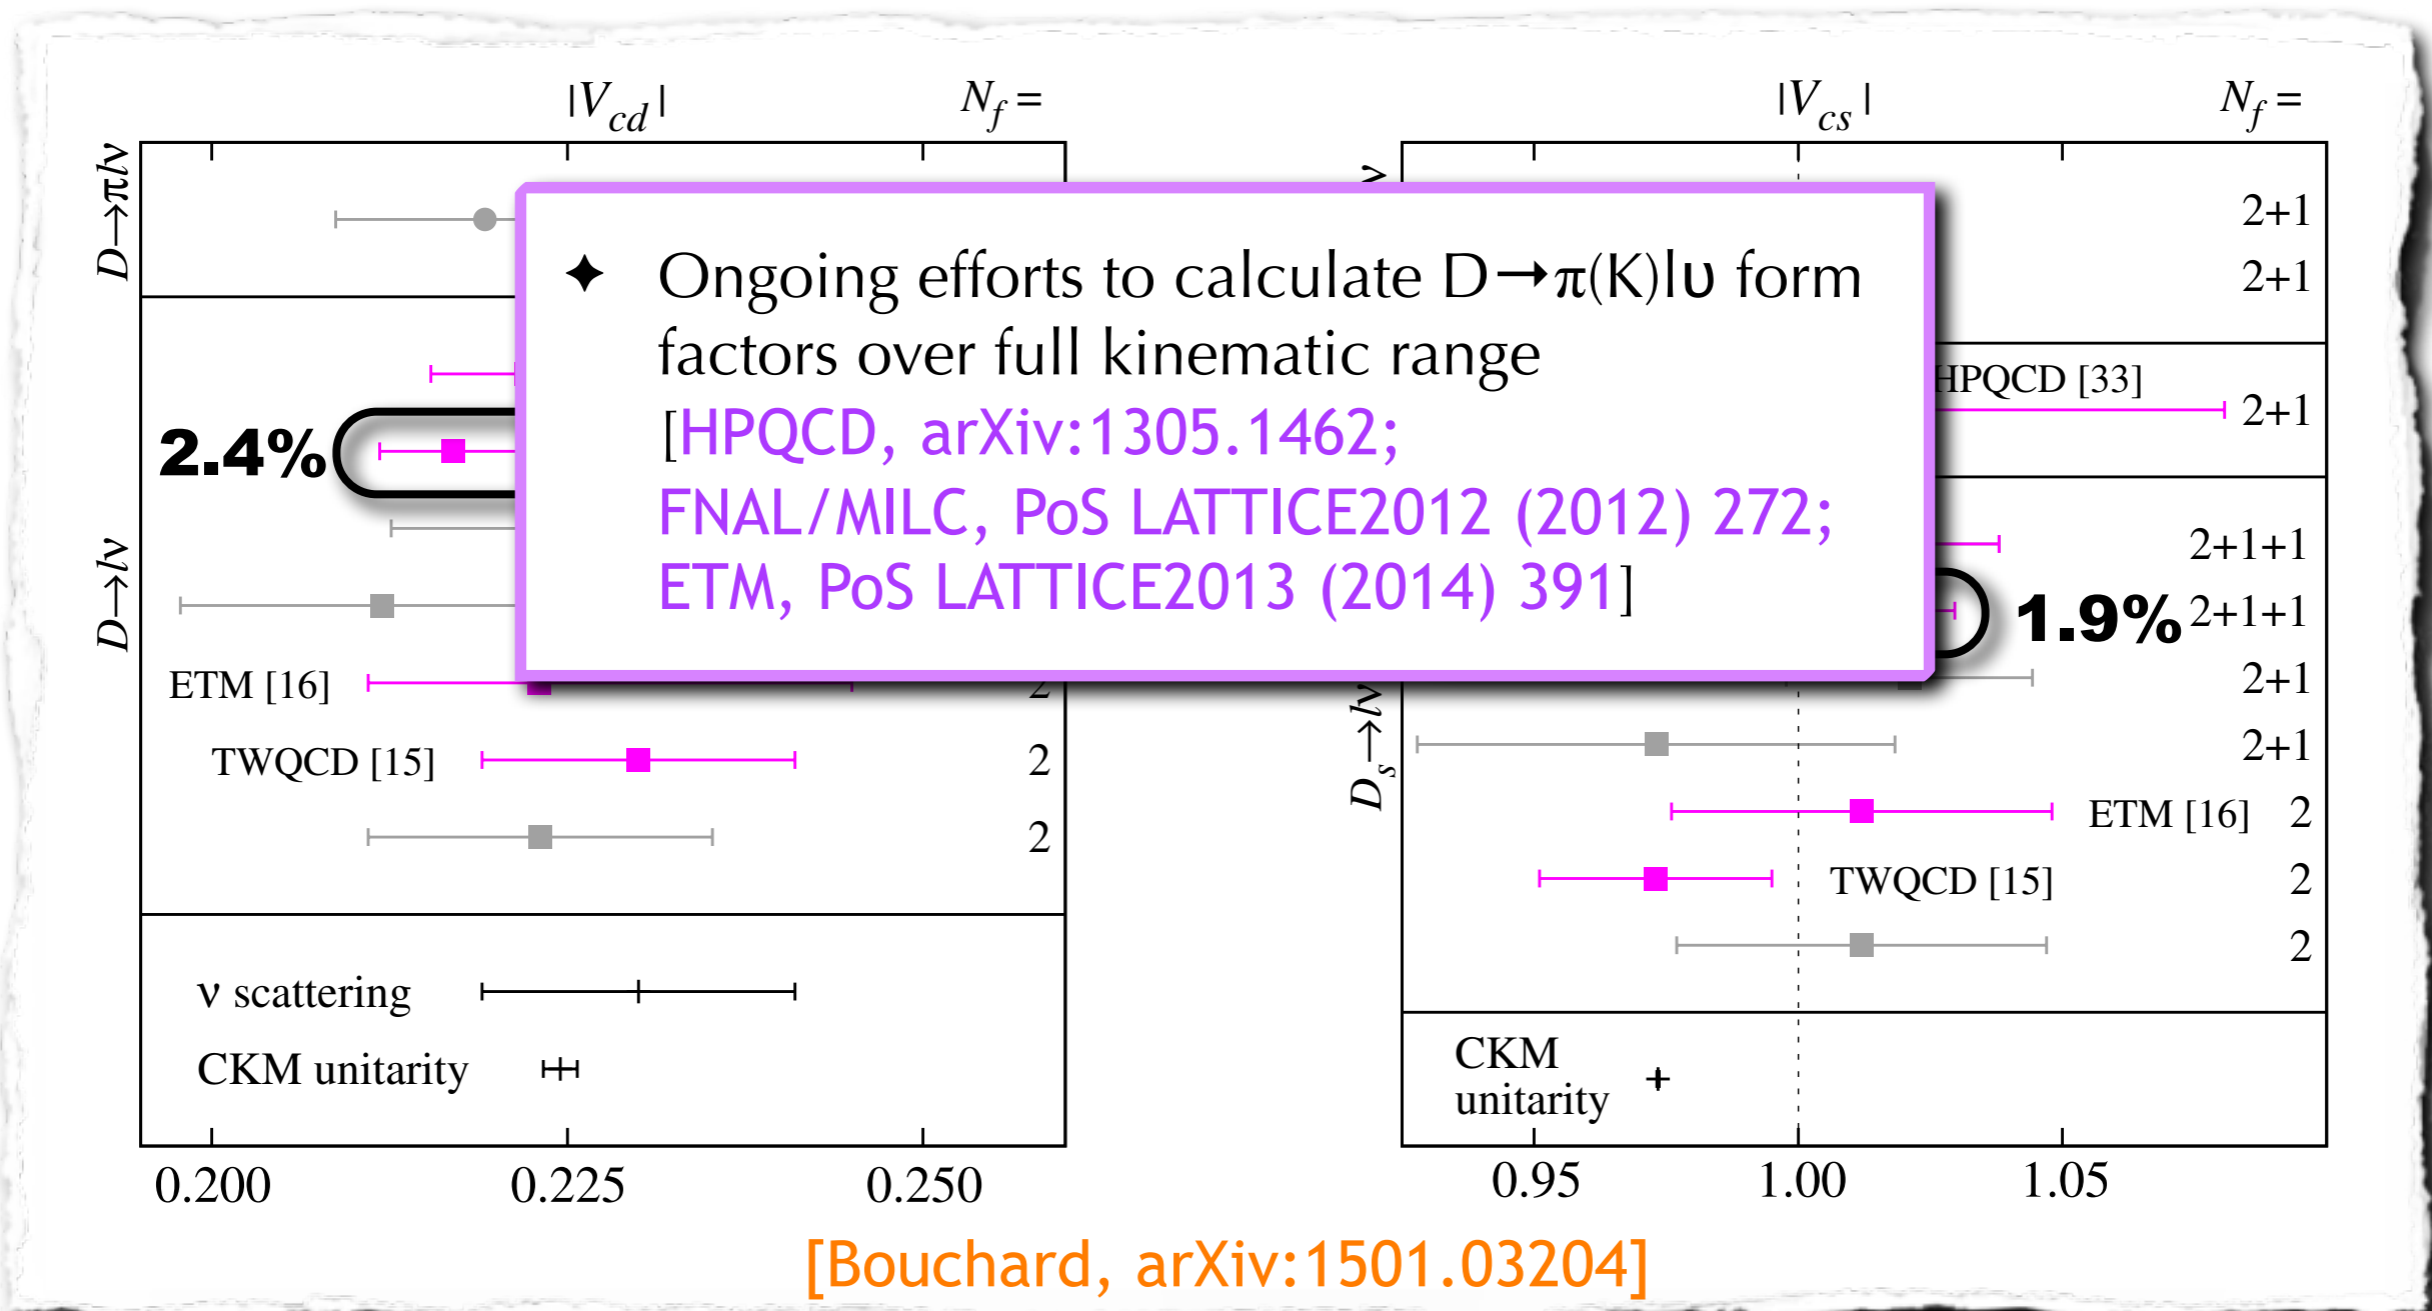 |V_cd|
N_f =
|V_cs|
N_f =
D→πlν
2+1
2+1
✦ Ongoing efforts to calculate D→π(K)lυ form
factors over full kinematic range
[HPQCD, arXiv:1305.1462;
FNAL/MILC, PoS LATTICE2012 (2012) 272;
ETM, PoS LATTICE2013 (2014) 391]
HPQCD [33]
2+1
2.4%
D→lν
2+1+1
1.9%
2+1+1
ETM [16]
2
2+1
TWQCD [15]
2
2
D_s→lν
2+1
ETM [16]
2
TWQCD [15]
2
2
ν scattering
CKM unitarity
CKM
unitarity
0.200
0.225
0.250
0.95
1.00
1.05
[Bouchard, arXiv:1501.03204]